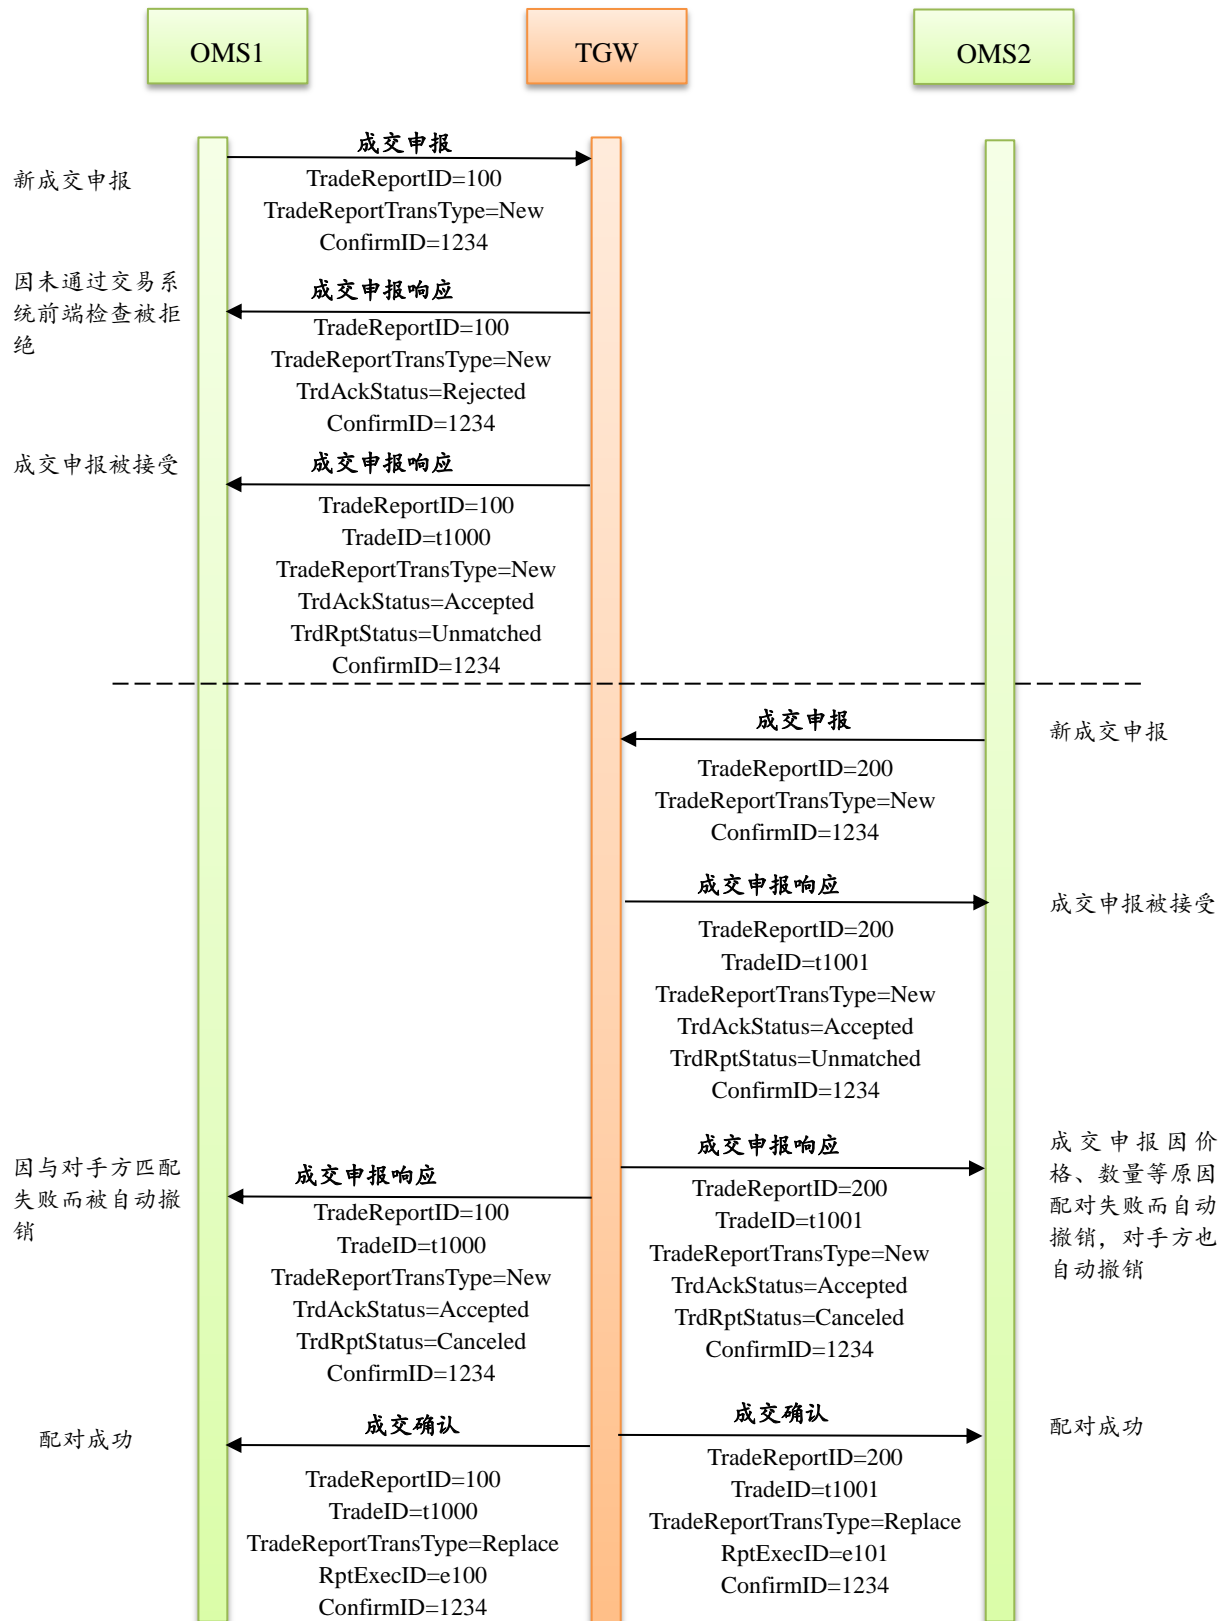 OMS1
TGW
OMS2
成交申报
新成交申报
TradeReportID=100
TradeReportTransType=New
ConfirmID=1234
因未通过交易系
统前端检查被拒
绝
成交申报响应
TradeReportID=100
TradeReportTransType=New
TrdAckStatus=Rejected
ConfirmID=1234
成交申报被接受
成交申报响应
TradeReportID=100
TradeID=t1000
TradeReportTransType=New
TrdAckStatus=Accepted
TrdRptStatus=Unmatched
ConfirmID=1234
成交申报
新成交申报
TradeReportID=200
TradeReportTransType=New
ConfirmID=1234
成交申报响应
成交申报被接受
TradeReportID=200
TradeID=t1001
TradeReportTransType=New
TrdAckStatus=Accepted
TrdRptStatus=Unmatched
ConfirmID=1234
成交申报响应
成交申报因价
格、数量等原因
配对失败而自动
撤销，对手方也
自动撤销
TradeReportID=200
TradeID=t1001
TradeReportTransType=New
TrdAckStatus=Accepted
TrdRptStatus=Canceled
ConfirmID=1234
因与对手方匹配
失败而被自动撤
销
成交申报响应
TradeReportID=100
TradeID=t1000
TradeReportTransType=New
TrdAckStatus=Accepted
TrdRptStatus=Canceled
ConfirmID=1234
配对成功
成交确认
TradeReportID=100
TradeID=t1000
TradeReportTransType=Replace
RptExecID=e100
ConfirmID=1234
成交确认
配对成功
TradeReportID=200
TradeID=t1001
TradeReportTransType=Replace
RptExecID=e101
ConfirmID=1234